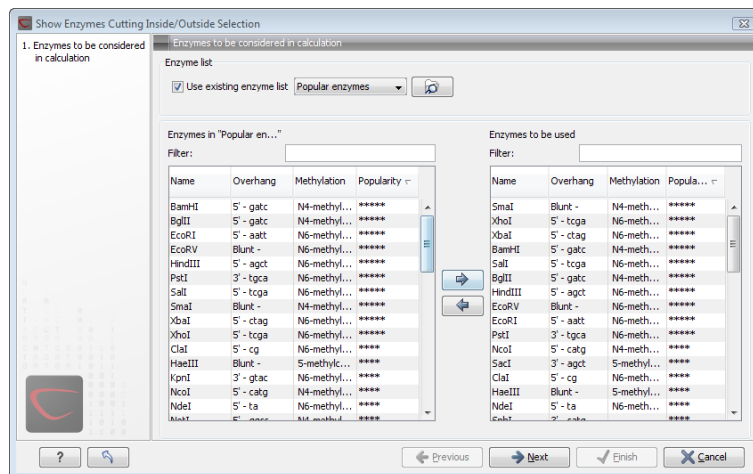 Show Enzymes Cutting Inside/Outside Selection
1. Enzymes to be considered
in calculation
Enzymes to be considered in calculation
Enzyme list
Use existing enzyme list Popular enzymes
Enzymes in "Popular en..." Enzymes to be used
Filter: Filter:
Name Overhang Methylation Popularity Name Overhang Methylation Popula...
BamHI 5' - gatc N4-methyl... ***** SmaI Blunt - N4-meth... *****
BglII 5' - gatc N4-methyl... ***** XhoI 5' - tcga N6-meth... *****
EcoRI 5' - aatt N6-methyl... ***** XbaI 5' - ctag N6-meth... *****
EcoRV Blunt - N6-methyl... ***** BamHI 5' - gatc N4-meth... *****
HindIII 5' - agct N6-methyl... ***** SalI 5' - tcga N6-meth... *****
PstI 3' - tgca N6-methyl... ***** BglII 5' - gatc N4-meth... *****
SalI 5' - tcga N6-methyl... ***** HindIII 5' - agct N6-meth... *****
SmaI Blunt - N4-methyl... ***** EcoRV Blunt - N6-meth... *****
XbaI 5' - ctag N6-methyl... ***** EcoRI 5' - aatt N6-meth... *****
XhoI 5' - tcga N6-methyl... ***** PstI 3' - tgca N6-meth... *****
ClaI 5' - cg N6-methyl... **** NcoI 5' - catg N4-meth... ****
HaeIII Blunt - 5-methylc... **** SacI 3' - agct 5-methyl... ****
KpnI 3' - gtac N6-methyl... **** ClaI 5' - cg N6-meth... ****
NcoI 5' - catg N4-methyl... **** HaeIII Blunt - 5-methyl... ****
NdeI 5' - ta N6-methyl... **** NdeI 5' - ta N6-meth... ****
NotI 5' - ggcc N4-methyl... **** SphI 3' - catg ****
? Previous Next Finish Cancel